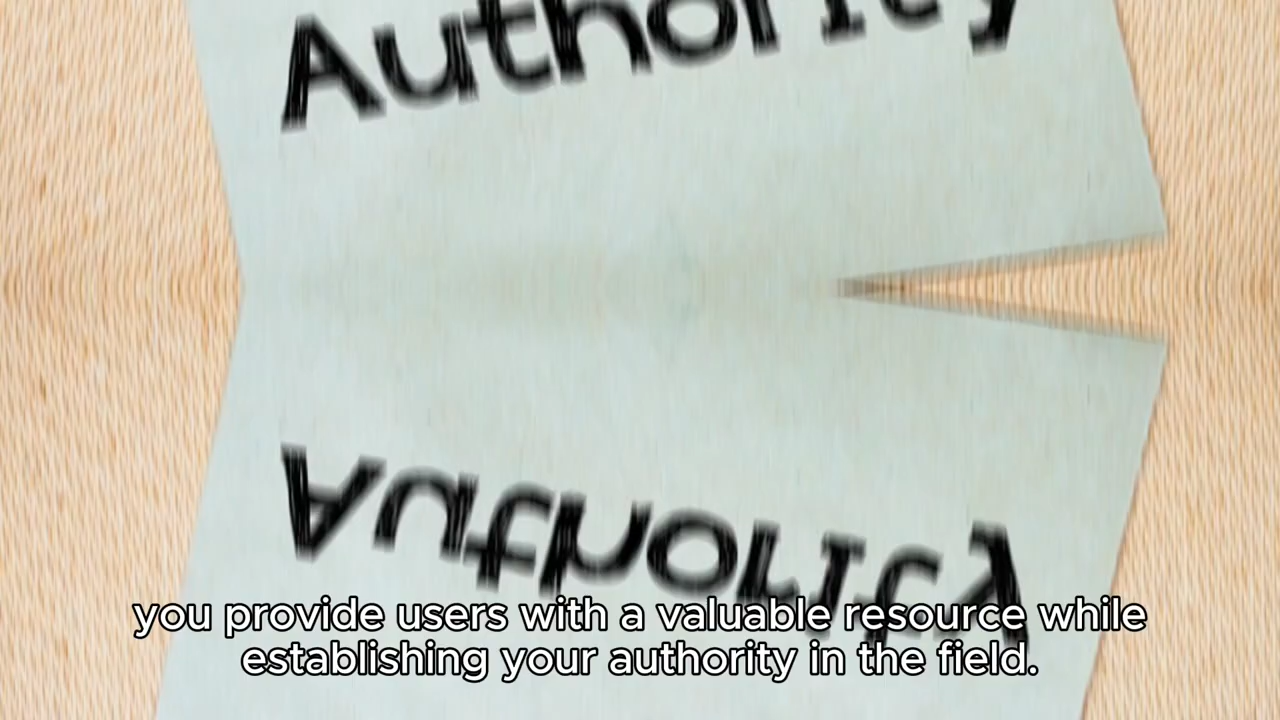 Authority
Authority
you provide users with a valuable resource while
establishing your authority in the field.